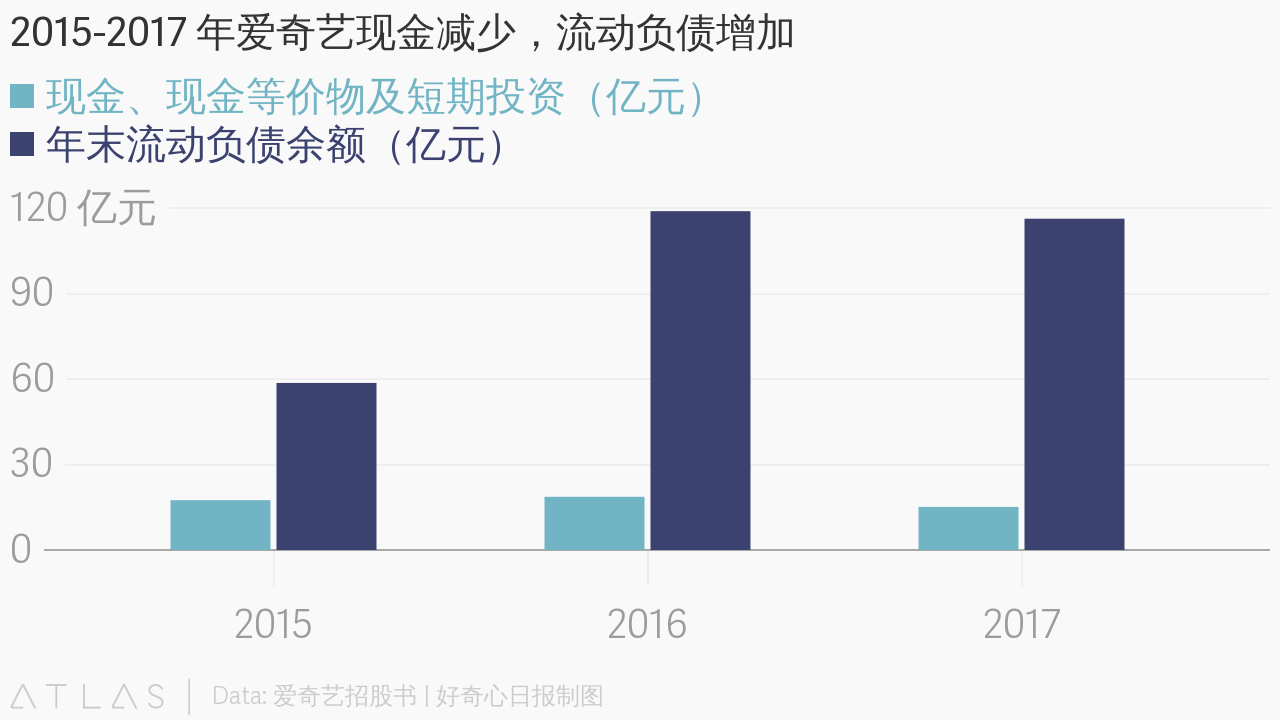 2015-2017 年爱奇艺现金减少，流动负债增加
现金、现金等价物及短期投资（亿元）
年末流动负债余额（亿元）
120 亿元
90
60
30
0
2015 2016 2017
ATLAS | Data: 爱奇艺招股书 | 好奇心日报制图